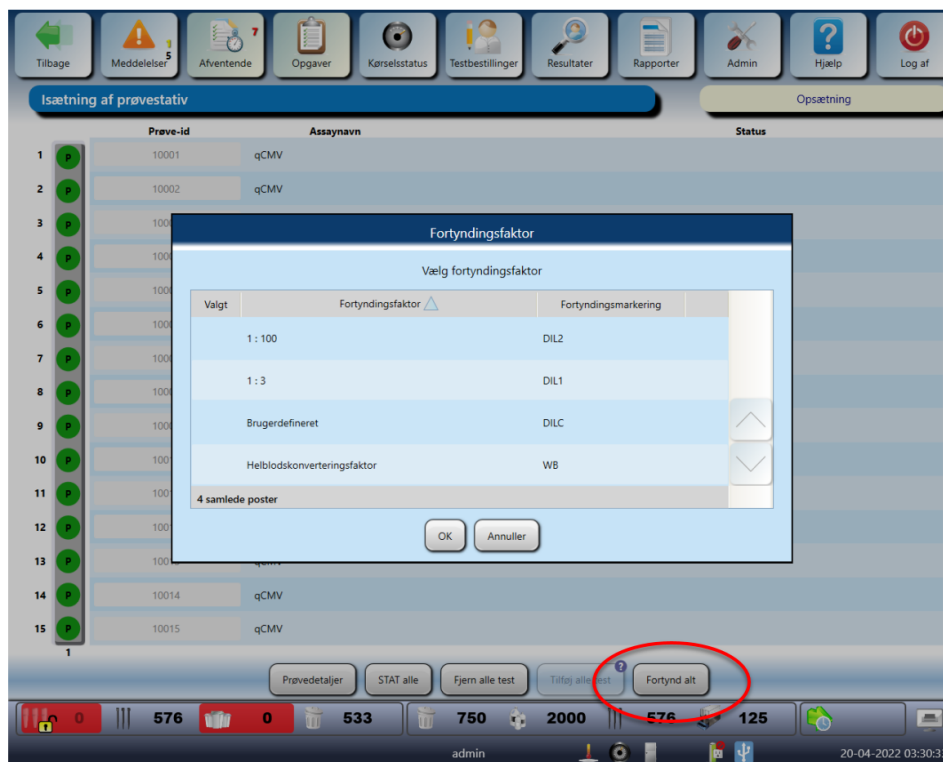 Tilbage
Meddelelser 1 5
Afventende 7
Opgaver
Kørselsstatus
Testbestillinger
Resultater
Rapporter
Admin
Hjælp
Log af
Isætning af prøvestativ
Opsætning
Prøve-id Assaynavn Status
1 P 10001 qCMV
2 P 10002 qCMV
3 P
4 P
5 P
6 P
7 P
8 P
9 P
10 P
11 P
12 P
13 P
14 P 10014 qCMV
15 P 10015 qCMV
1
Fortyndingsfaktor
Vælg fortyndingsfaktor
Valgt Fortyndingsfaktor Fortyndingsmarkering
1 : 100 DIL2
1 : 3 DIL1
Brugerdefineret DILC
Helblodskonverteringsfaktor WB
4 samlede poster
OK Annuller
Prøvedetaljer STAT alle Fjern alle test Tilføj alle test ? Fortynd alt
0 576 0 533 750 2000 576 125
admin
20-04-2022 03:30:3